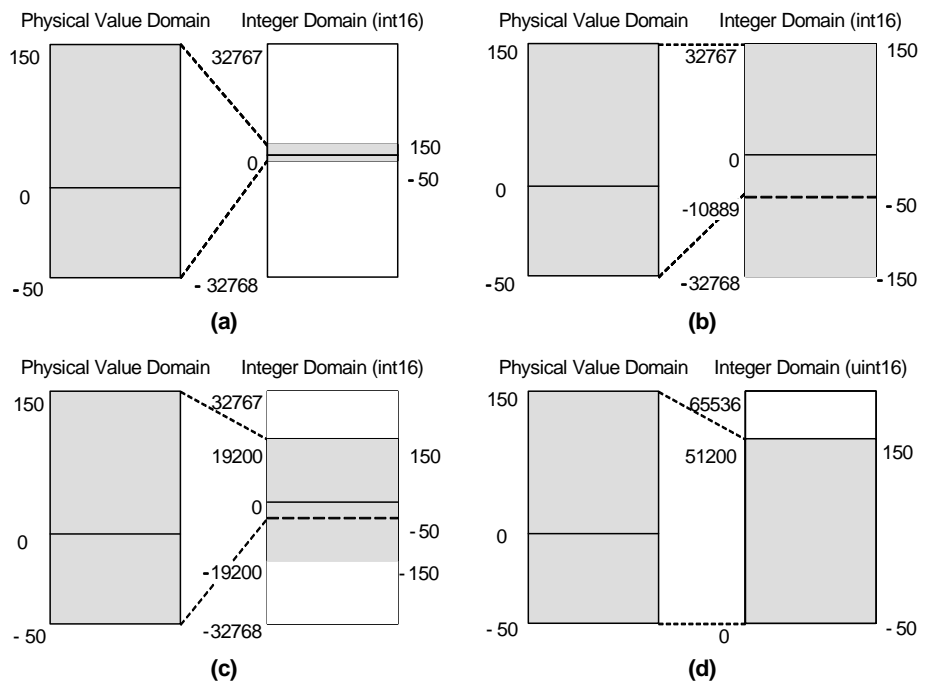 Physical Value Domain Integer Domain (int16)
150 32767
150
0 0
- 50
- 50 - 32768
(a)
Physical Value Domain Integer Domain (int16)
150 32767 150
0 0
-10889 - 50
-50 -32768 -150
(b)
Physical Value Domain Integer Domain (int16)
150 32767
19200 150
0 0
- 50
-19200 - 150
- 50 -32768
(c)
Physical Value Domain Integer Domain (uint16)
150 65536
51200 150
0
- 50 0 - 50
(d)